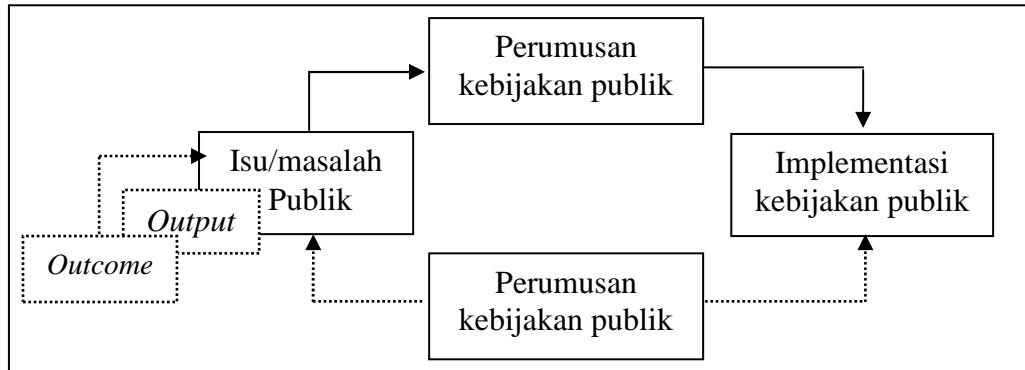 Perumusan
kebijakan publik
Isu/masalah
Publik
Implementasi
kebijakan publik
Output
Outcome
Perumusan
kebijakan publik